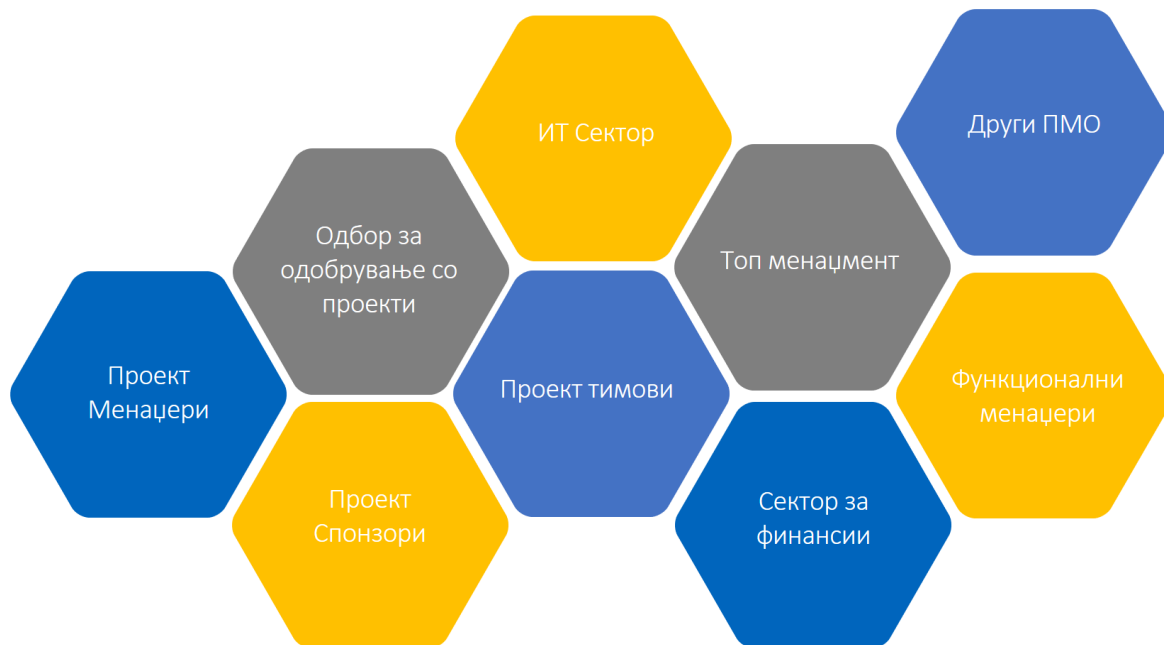 ИТ Сектор
Други ПМО
Одбор за
одобрување со
проекти
Топ менаџмент
Проект
Менаџери
Проект тимови
Функционални
менаџери
Проект
Спонзори
Сектор за
финансии